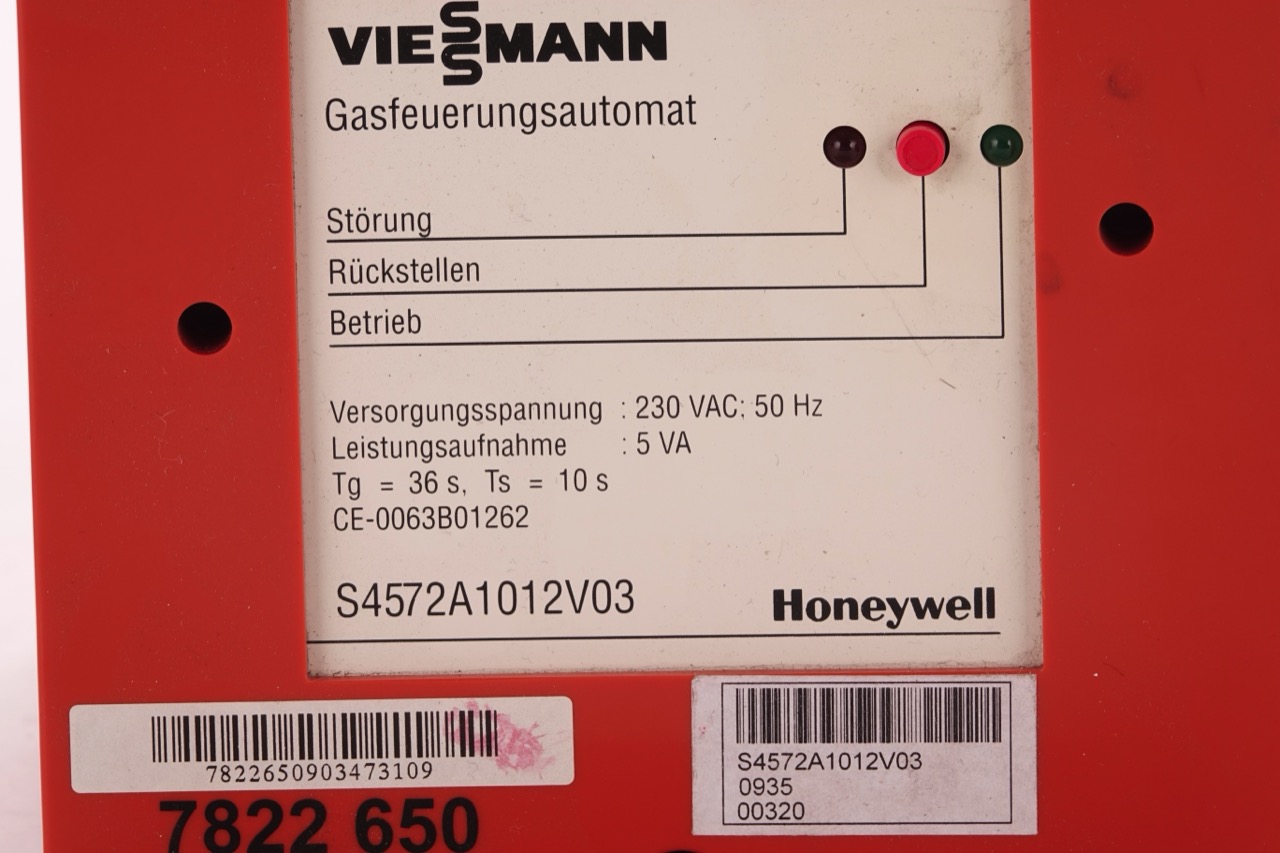 VIESSMANN
Gasfeuerungsautomat
Störung
Rückstellen
Betrieb
Versorgungsspannung : 230 VAC; 50 Hz
Leistungsaufnahme : 5 VA
Tg = 36 s, Ts = 10 s
CE-0063B01262
S4572A1012V03
Honeywell
7822650903473109
7822 650
S4572A1012V03
0935
00320